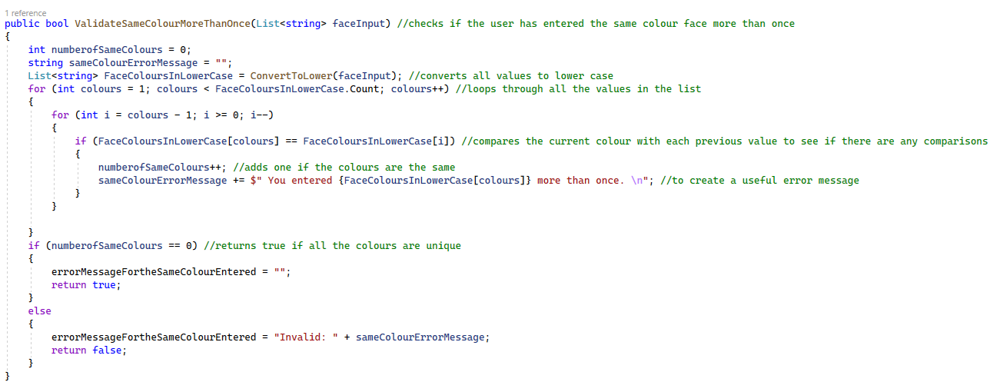 1 reference
public bool ValidateSameColourMoreThanOnce(List<string> faceInput) //checks if the user has entered the same colour face more than once
{
    int numberofSameColours = 0;
    string sameColourErrorMessage = "";
    List<string> FaceColoursInLowerCase = ConvertToLower(faceInput); //converts all values to lower case
    for (int colours = 1; colours < FaceColoursInLowerCase.Count; colours++) //loops through all the values in the list
    {
        for (int i = colours - 1; i >= 0; i--)
        {
            if (FaceColoursInLowerCase[colours] == FaceColoursInLowerCase[i]) //compares the current colour with each previous value to see if there are any comparisons
            {
                numberofSameColours++; //adds one if the colours are the same
                sameColourErrorMessage += $" You entered {FaceColoursInLowerCase[colours]} more than once. \n"; //to create a useful error message
            }
        }

    }
    if (numberofSameColours == 0) //returns true if all the colours are unique
    {
        errorMessageFortheSameColourEntered = "";
        return true;
    }
    else
    {
        errorMessageFortheSameColourEntered = "Invalid: " + sameColourErrorMessage;
        return false;
    }
}